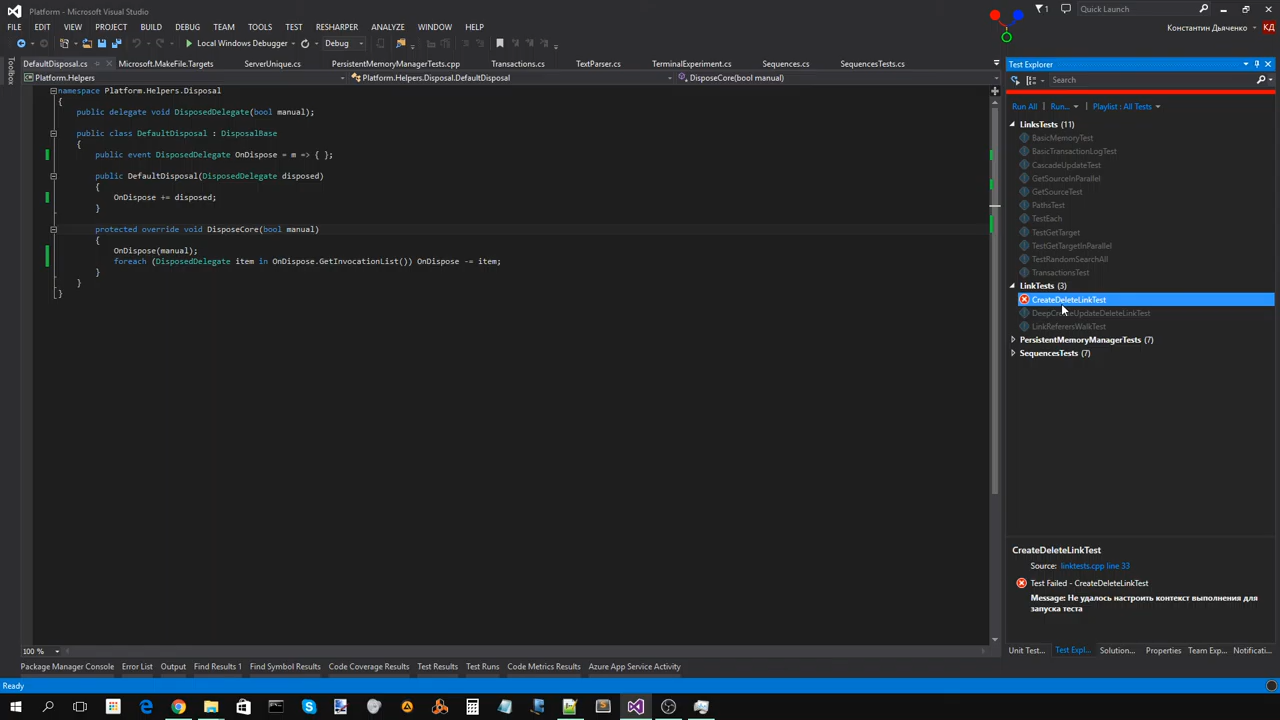 Platform - Microsoft Visual Studio
1
Quick Launch
FILE EDIT VIEW PROJECT BUILD DEBUG TEAM TOOLS TEST RESHARPER ANALYZE WINDOW HELP
Константин Дьяченко КД
Local Windows Debugger Debug
Toolbox
DefaultDisposal.cs Microsoft.MakeFile.Targets ServerUnique.cs PersistentMemoryManagerTests.cpp Transactions.cs TestParser.cs TerminalExperiment.cs Sequences.cs SequencesTests.cs
Platform.Helpers Platform.Helpers.Disposal.DefaultDisposal DisposeCore(bool manual)
namespace Platform.Helpers.Disposal
{
public delegate void DisposedDelegate(bool manual);
public class DefaultDisposal : DisposalBase
{
public event DisposedDelegate OnDispose = m => { };
public DefaultDisposal(DisposedDelegate disposed)
{
OnDispose += disposed;
}
protected override void DisposeCore(bool manual)
{
OnDispose(manual);
foreach (DisposedDelegate item in OnDispose.GetInvocationList()) OnDispose -= item;
}
}
}
100 %
Test Explorer
Search
Run All Run... Playlist : All Tests
LinksTests (11)
BasicMemoryTest
BasicTransactionLogTest
CascadeUpdateTest
GetSourceInParallel
GetSourceTest
PathsTest
TestEach
TestGetTarget
TestGetTargetInParallel
TestRandomSearchAll
TransactionsTest
LinkTests (3)
CreateDeleteLinkTest
DeepCreateUpdateDeleteLinkTest
LinkReferersWalkTest
PersistentMemoryManagerTests (7)
SequencesTests (7)
CreateDeleteLinkTest
Source: linktests.cpp line 33
Test Failed - CreateDeleteLinkTest
Message: Не удалось настроить контекст выполнения для
запуска теста
Unit Test... Test Expl... Solution... Properties Team Exp... Notificati...
Package Manager Console Error List Output Find Results 1 Find Symbol Results Code Coverage Results Test Results Test Runs Code Metrics Results Azure App Service Activity
Ready